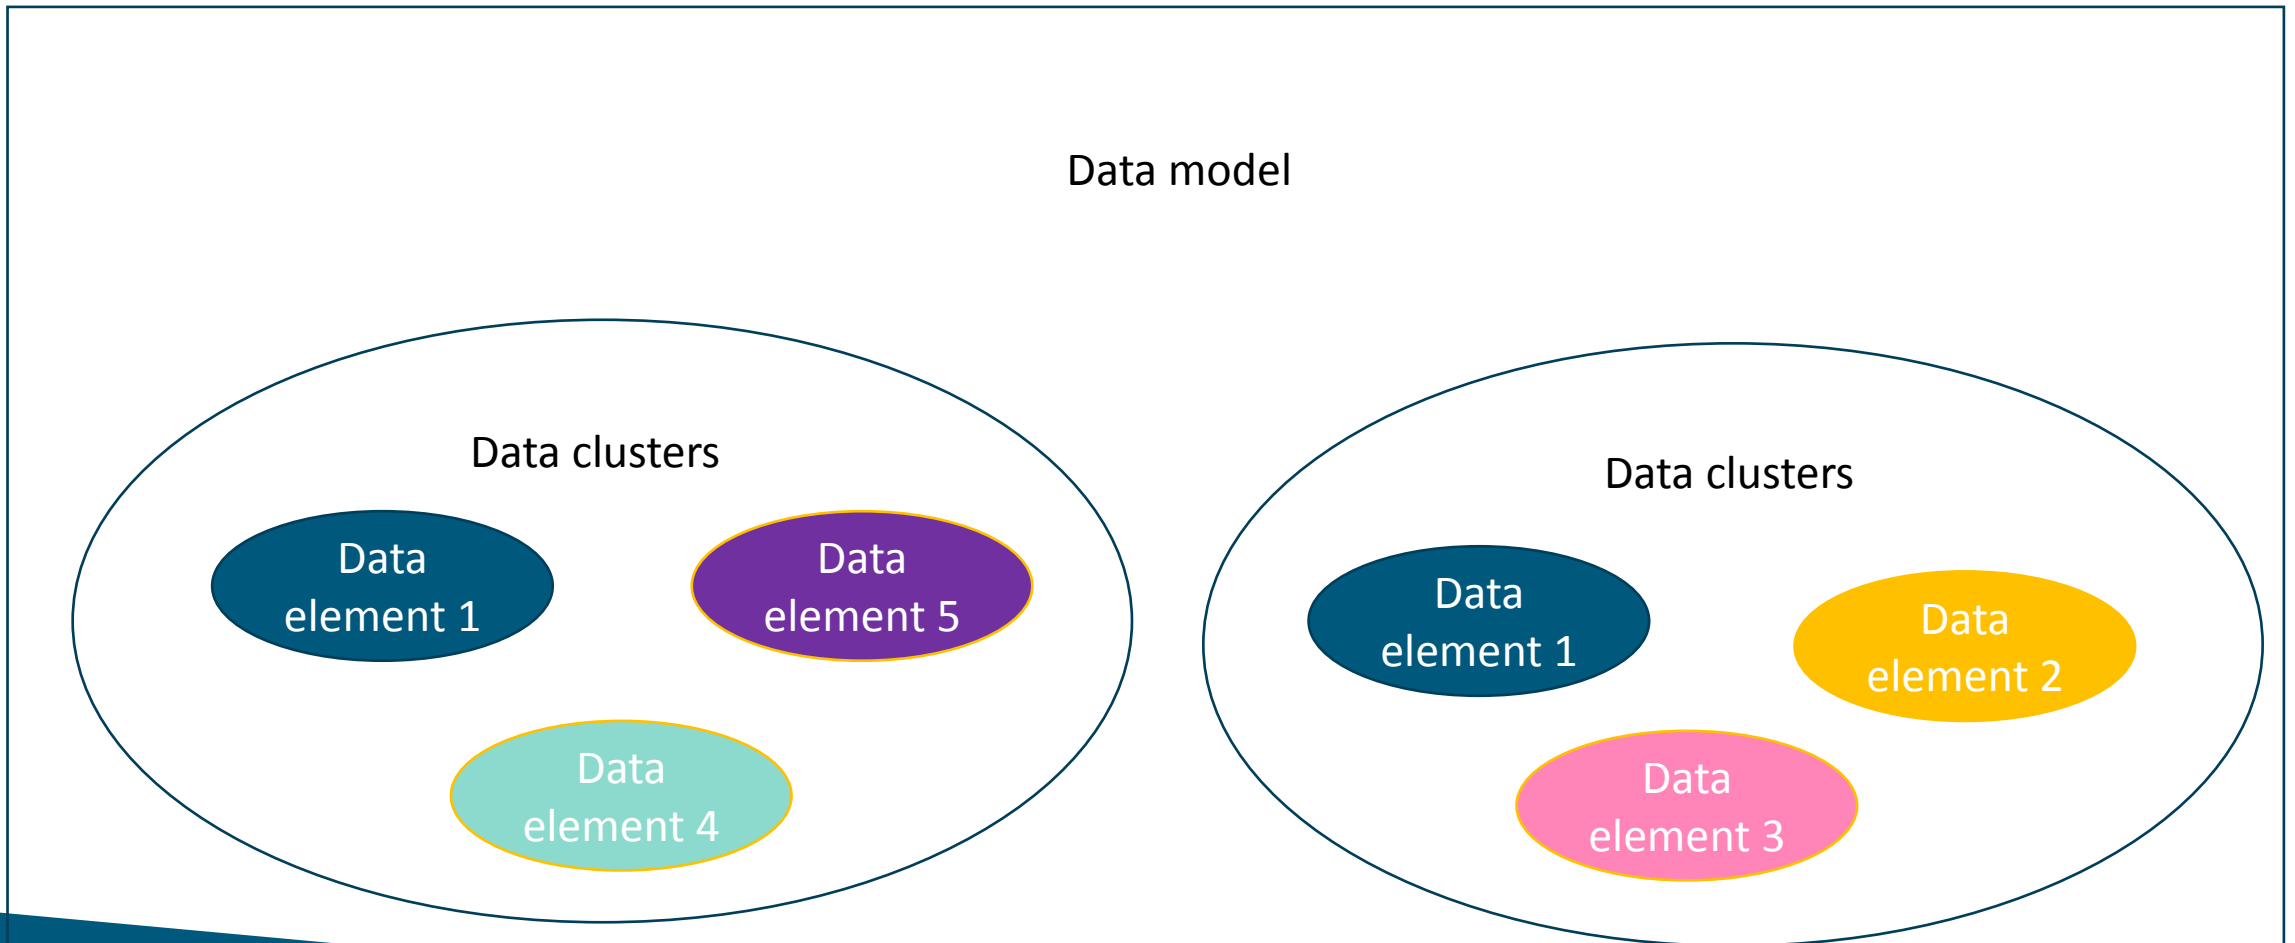 Data model
Data clusters
Data
element 1
Data
element 5
Data
element 4
Data clusters
Data
element 1
Data
element 2
Data
element 3